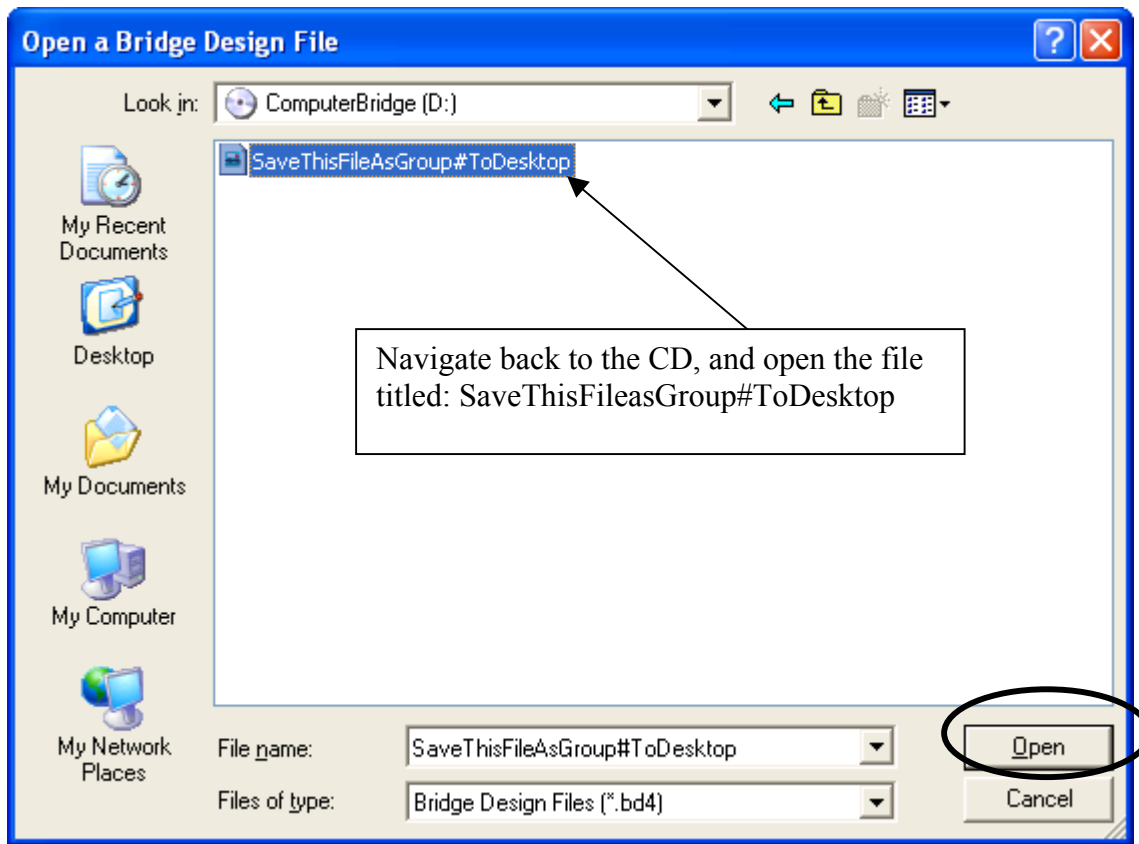 Open a Bridge Design File
Look in:
ComputerBridge (D:)
SaveThisFileAsGroup#ToDesktop
My Recent
Documents
Desktop
My Documents
My Computer
My Network
Places
Navigate back to the CD, and open the file
titled: SaveThisFileasGroup#ToDesktop
File name:
SaveThisFileAsGroup#ToDesktop
Open
Files of type:
Bridge Design Files (*.bd4)
Cancel